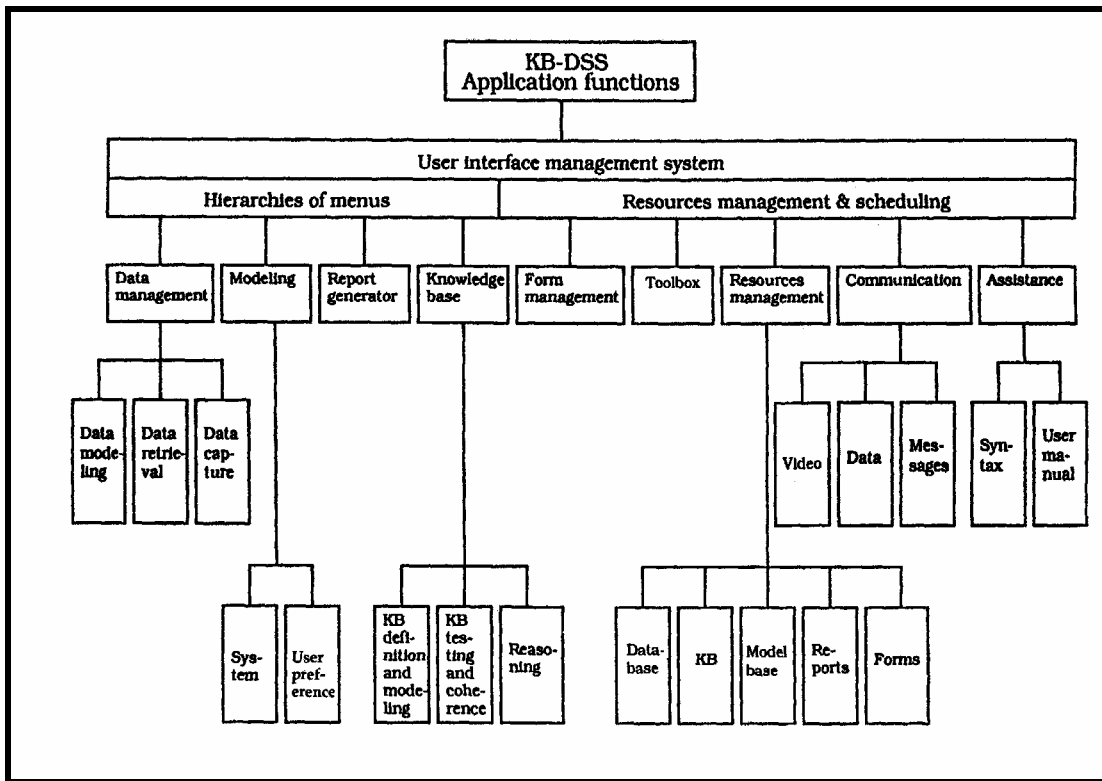 KB-DSS
Application functions
User interface management system
Hierarchies of menus
Resources management & scheduling
Data
management
Modeling
Report
generator
Knowledge
base
Form
management
Toolbox
Resources
management
Communication
Assistance
Data
mode-
ling
Data
retrie-
val
Data
cap-
ture
Video
Data
Mes-
sages
Syn-
tax
User
ma-
nual
Sys-
tem
User
pref-
erence
KB
defi-
nition
and
mode-
ling
KB
tes-
ting
and
cohe-
rence
Reaso-
ning
Data-
base
KB
Model
base
Re-
ports
Forms